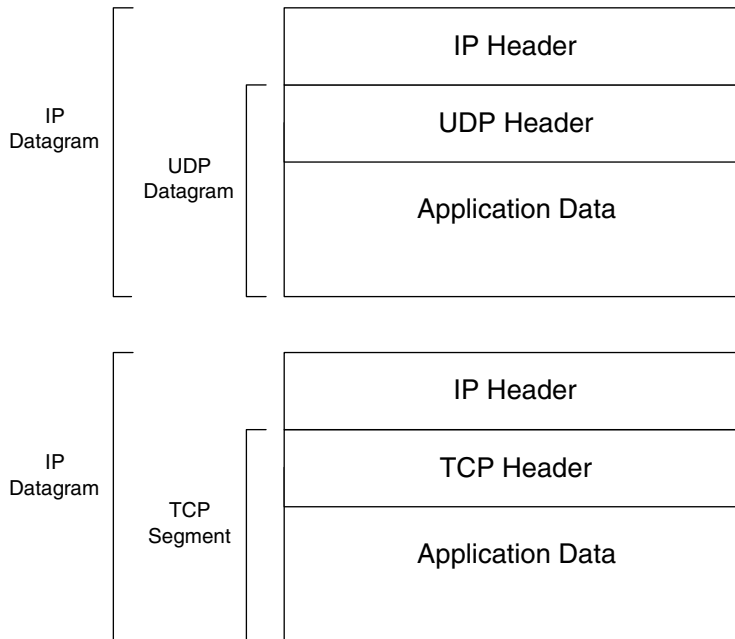 IP Header
IP
Datagram
UDP Header
UDP
Datagram
Application Data
IP Header
IP
Datagram
TCP Header
TCP
Segment
Application Data